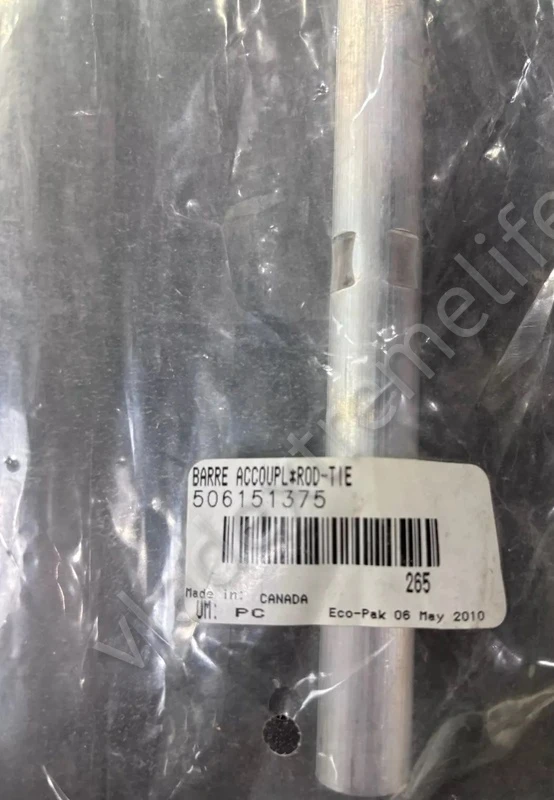 BARRE ACCOUPL*ROD-TIE
506151375
265
Made in: CANADA
UM: PC Eco-Pak 06 May 2010